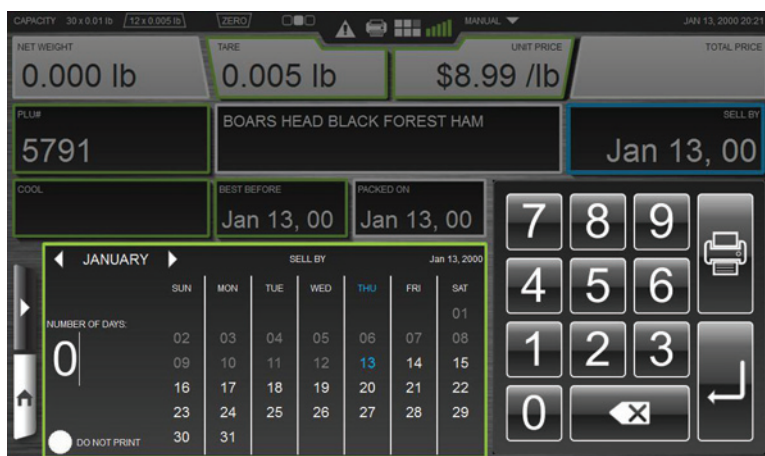 CAPACITY 30 x 0.01 lb 12 x 0.005 lb ZERO MANUAL JAN 13, 2000 20:21
NET WEIGHT TARE UNIT PRICE TOTAL PRICE
0.000 lb 0.005 lb $8.99 /lb
PLU# BOARS HEAD BLACK FOREST HAM SELL BY
5791 Jan 13, 00
COOL BEST BEFORE PACKED ON
Jan 13, 00 Jan 13, 00
7 8 9
JANUARY SELL BY Jan 13, 2000
SUN MON TUE WED THU FRI SAT
4 5 6
01
NUMBER OF DAYS:
0
02 03 04 05 06 07 08
09 10 11 12 13 14 15
1 2 3
16 17 18 19 20 21 22
23 24 25 26 27 28 29
0
DO NOT PRINT
30 31